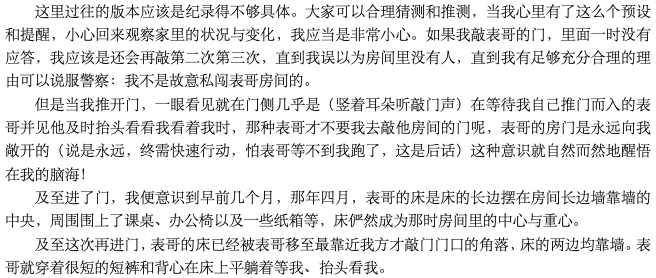 这里过往的版本应该是纪录得不够具体。大家可以合理猜测和推测，当我心里有了这么个预设
和提醒，小心回来观察家里的状况与变化，我应当是非常小心。如果我敲表哥的门，里面一时没有
应答，我应该是还会再敲第二次第三次，直到我误以为房间里没有人，直到我有足够充分合理的理
由可以说服警察：我不是故意私闯表哥房间的。
但是当我推开门，一眼看见就在门侧几乎是（竖着耳朵听敲门声）在等待我自己推门而入的表
哥并见他及时抬头看看我看着我时，那种表哥才不要我去敲他房间的门呢，表哥的房门是永远向我
敞开的（说是永远，终需快速行动，怕表哥等不到我跑了，这是后话）这种意识就自然而然地醒悟
在我的脑海！
及至进了门，我便意识到早前几个月，那年四月，表哥的床是床的长边摆在房间长边墙靠墙的
中央，周围围上了课桌、办公椅以及一些纸箱等，床俨然成为那时房间里的中心与重心。
及至这次再进门，表哥的床已经被表哥移至最靠近我方才敲门门口的角落，床的两边均靠墙。表
哥就穿着很短的短裤和背心在床上平躺着等我、抬头看我。